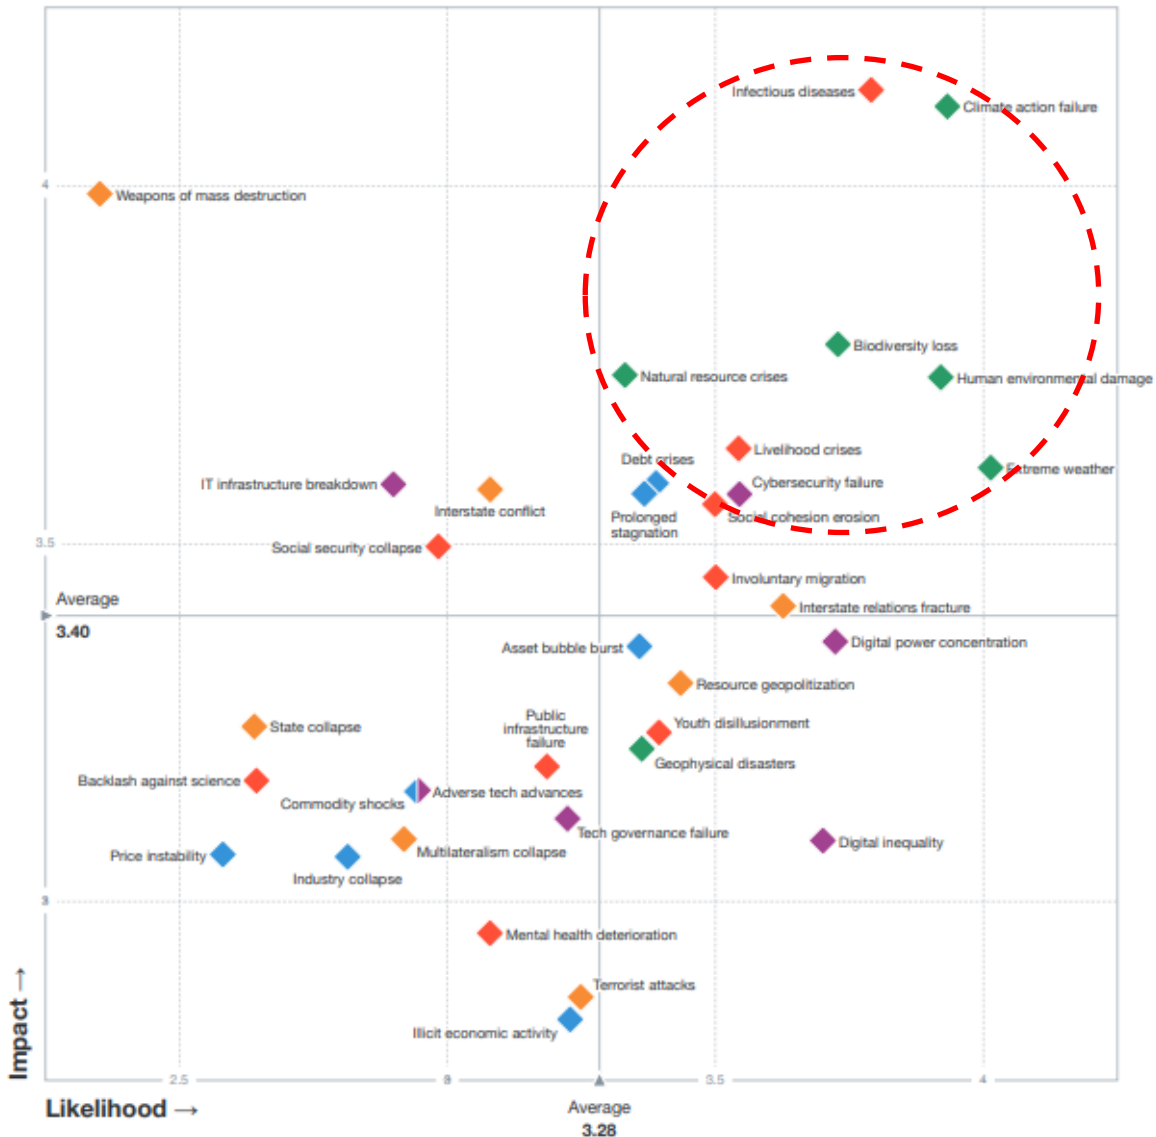 Infectious diseases
Climate action failure
4
Weapons of mass destruction
Biodiversity loss
Natural resource crises
Human environmental damage
Livelihood crises
Debt crises
Extreme weather
IT infrastructure breakdown
Cybersecurity failure
Interstate conflict
Prolonged
stagnation
Social cohesion erosion
3.5
Social security collapse
Involuntary migration
Average
3.40
Interstate relations fracture
Asset bubble burst
Digital power concentration
Resource geopolitization
Public
infrastructure
failure
State collapse
Youth disillusionment
Geophysical disasters
Backlash against science
Commodity shocks
Adverse tech advances
Tech governance failure
Digital inequality
Price instability
Multilateralism collapse
Industry collapse
3
Mental health deterioration
Terrorist attacks
Illicit economic activity
Impact →
2.5
3
3.5
4
Likelihood →
Average
3.28